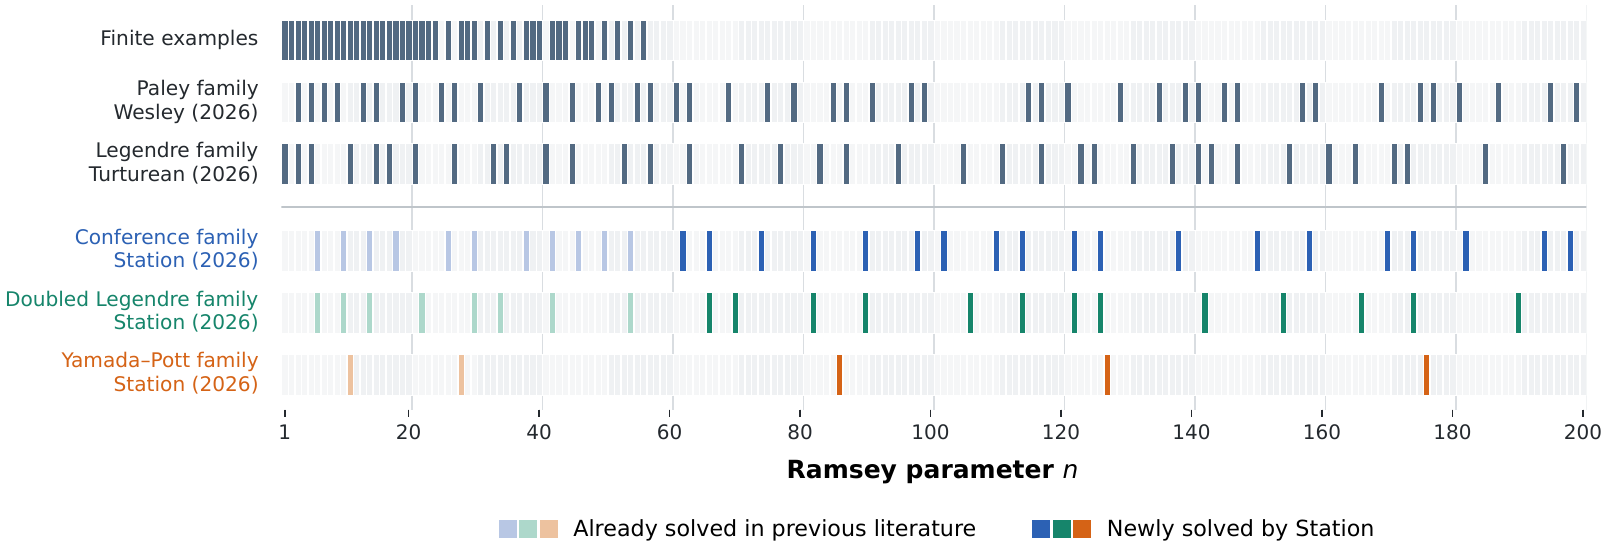 Finite examples
Paley family
Wesley (2026)
Legendre family
Turturean (2026)
Conference family
Station (2026)
Doubled Legendre family
Station (2026)
Yamada–Pott family
Station (2026)
1 20 40 60 80 100 120 140 160 180 200
Ramsey parameter n
Already solved in previous literature
Newly solved by Station